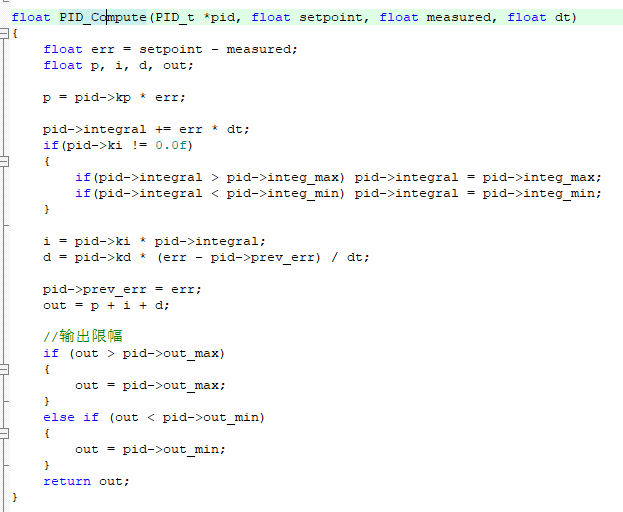 float PID_Compute(PID_t *pid, float setpoint, float measured, float dt)
{
    float err = setpoint - measured;
    float p, i, d, out;
    p = pid->kp * err;
    pid->integral += err * dt;
    if(pid->ki != 0.0f)
    {
        if(pid->integral > pid->integ_max) pid->integral = pid->integ_max;
        if(pid->integral < pid->integ_min) pid->integral = pid->integ_min;
    }
    i = pid->ki * pid->integral;
    d = pid->kd * (err - pid->prev_err) / dt;
    pid->prev_err = err;
    out = p + i + d;
    //输出限幅
    if (out > pid->out_max)
    {
        out = pid->out_max;
    }
    else if (out < pid->out_min)
    {
        out = pid->out_min;
    }
    return out;
}